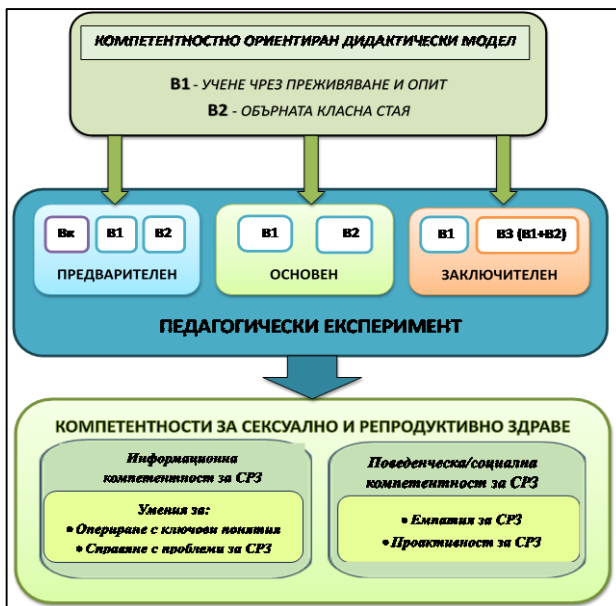 КОМПЕТЕНТНОСТНО ОРИЕНТИРАН ДИДАКТИЧЕСКИ МОДЕЛ
В1 - УЧЕНЕ ЧРЕЗ ПРЕЖИВЯВАНЕ И ОПИТ
В2 - ОБЪРНАТА КЛАСНА СТАЯ
Вк В1 В2
ПРЕДВАРИТЕЛЕН
В1 В2
ОСНОВЕН
В1 В3 (В1+В2)
ЗАКЛЮЧИТЕЛЕН
ПЕДАГОГИЧЕСКИ ЕКСПЕРИМЕНТ
КОМПЕТЕНТНОСТИ ЗА СЕКСУАЛНО И РЕПРОДУКТИВНО ЗДРАВЕ
Информационна
компетентност за СРЗ
Умения за:
• Опериране с ключови понятия
• Справяне с проблеми за СРЗ
Поведенческа/социална
компетентност за СРЗ
• Емпатия за СРЗ
• Проактивност за СРЗ